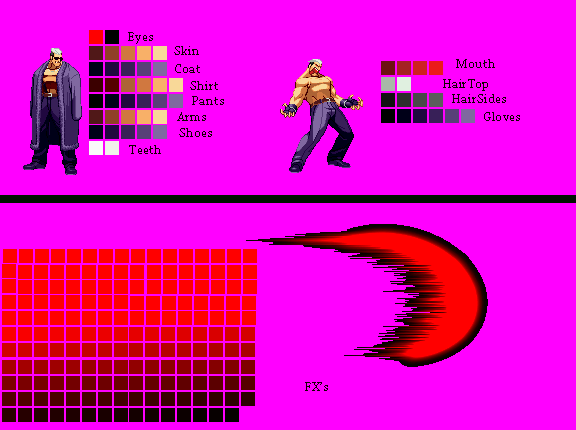 Eyes
Skin
Coat
Shirt
Pants
Arms
Shoes
Teeth
Mouth
Hair Top
HairSides
Gloves
FX's